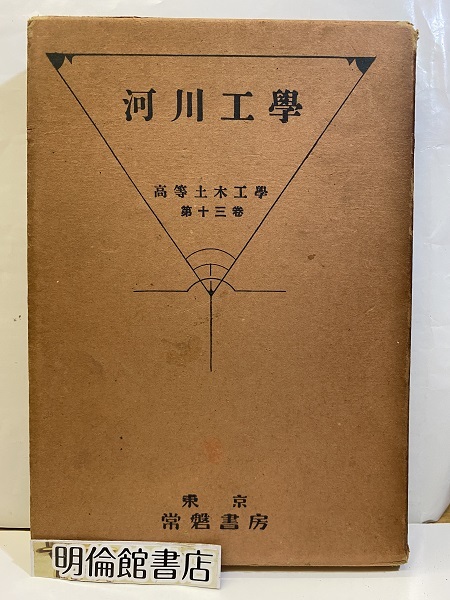 河川工學
高等土木工學
第十三卷
東京
常磐書房
明倫館書店